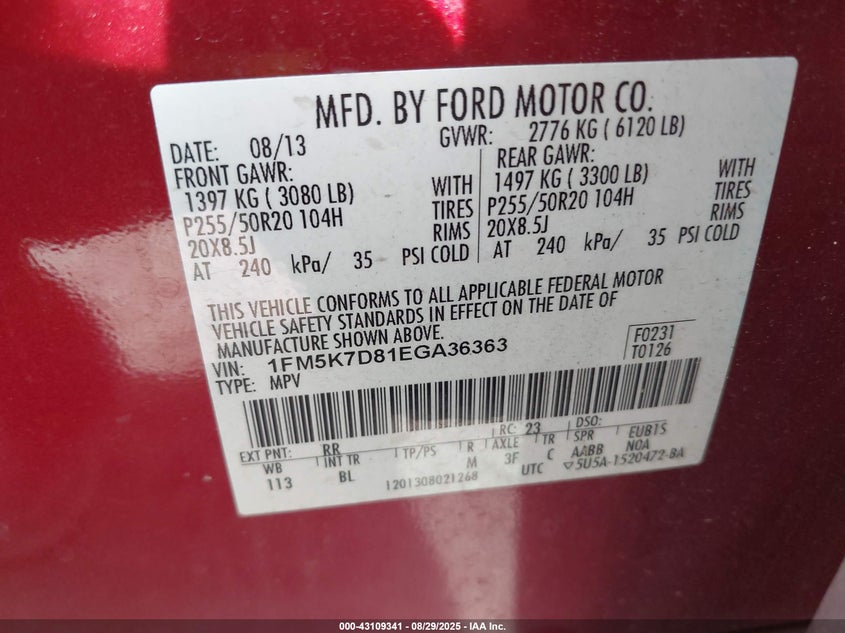 MFD. BY FORD MOTOR CO.
DATE: 08/13 GVWR: 2776 KG ( 6120 LB)
FRONT GAWR: REAR GAWR:
1397 KG ( 3080 LB) WITH 1497 KG ( 3300 LB) WITH
P255/50R20 104H TIRES P255/50R20 104H TIRES
20X8.5J RIMS 20X8.5J RIMS
AT 240 kPa/ 35 PSI COLD AT 240 kPa/ 35 PSI COLD
THIS VEHICLE CONFORMS TO ALL APPLICABLE FEDERAL MOTOR
VEHICLE SAFETY STANDARDS IN EFFECT ON THE DATE OF
MANUFACTURE SHOWN ABOVE.
VIN: 1FM5K7D81EGA36363 F0231
TYPE: MPV T0126
EXT PNT: RR RC: 23 DSO:
WB INT TR TP/PS R AXLE TR SPR EUB1S
113 BL M 3F C AABB N0A
1201308021268 UTC ▽5U5A-1520472-BA
000-43109341 - 08/29/2025 - IAA Inc.